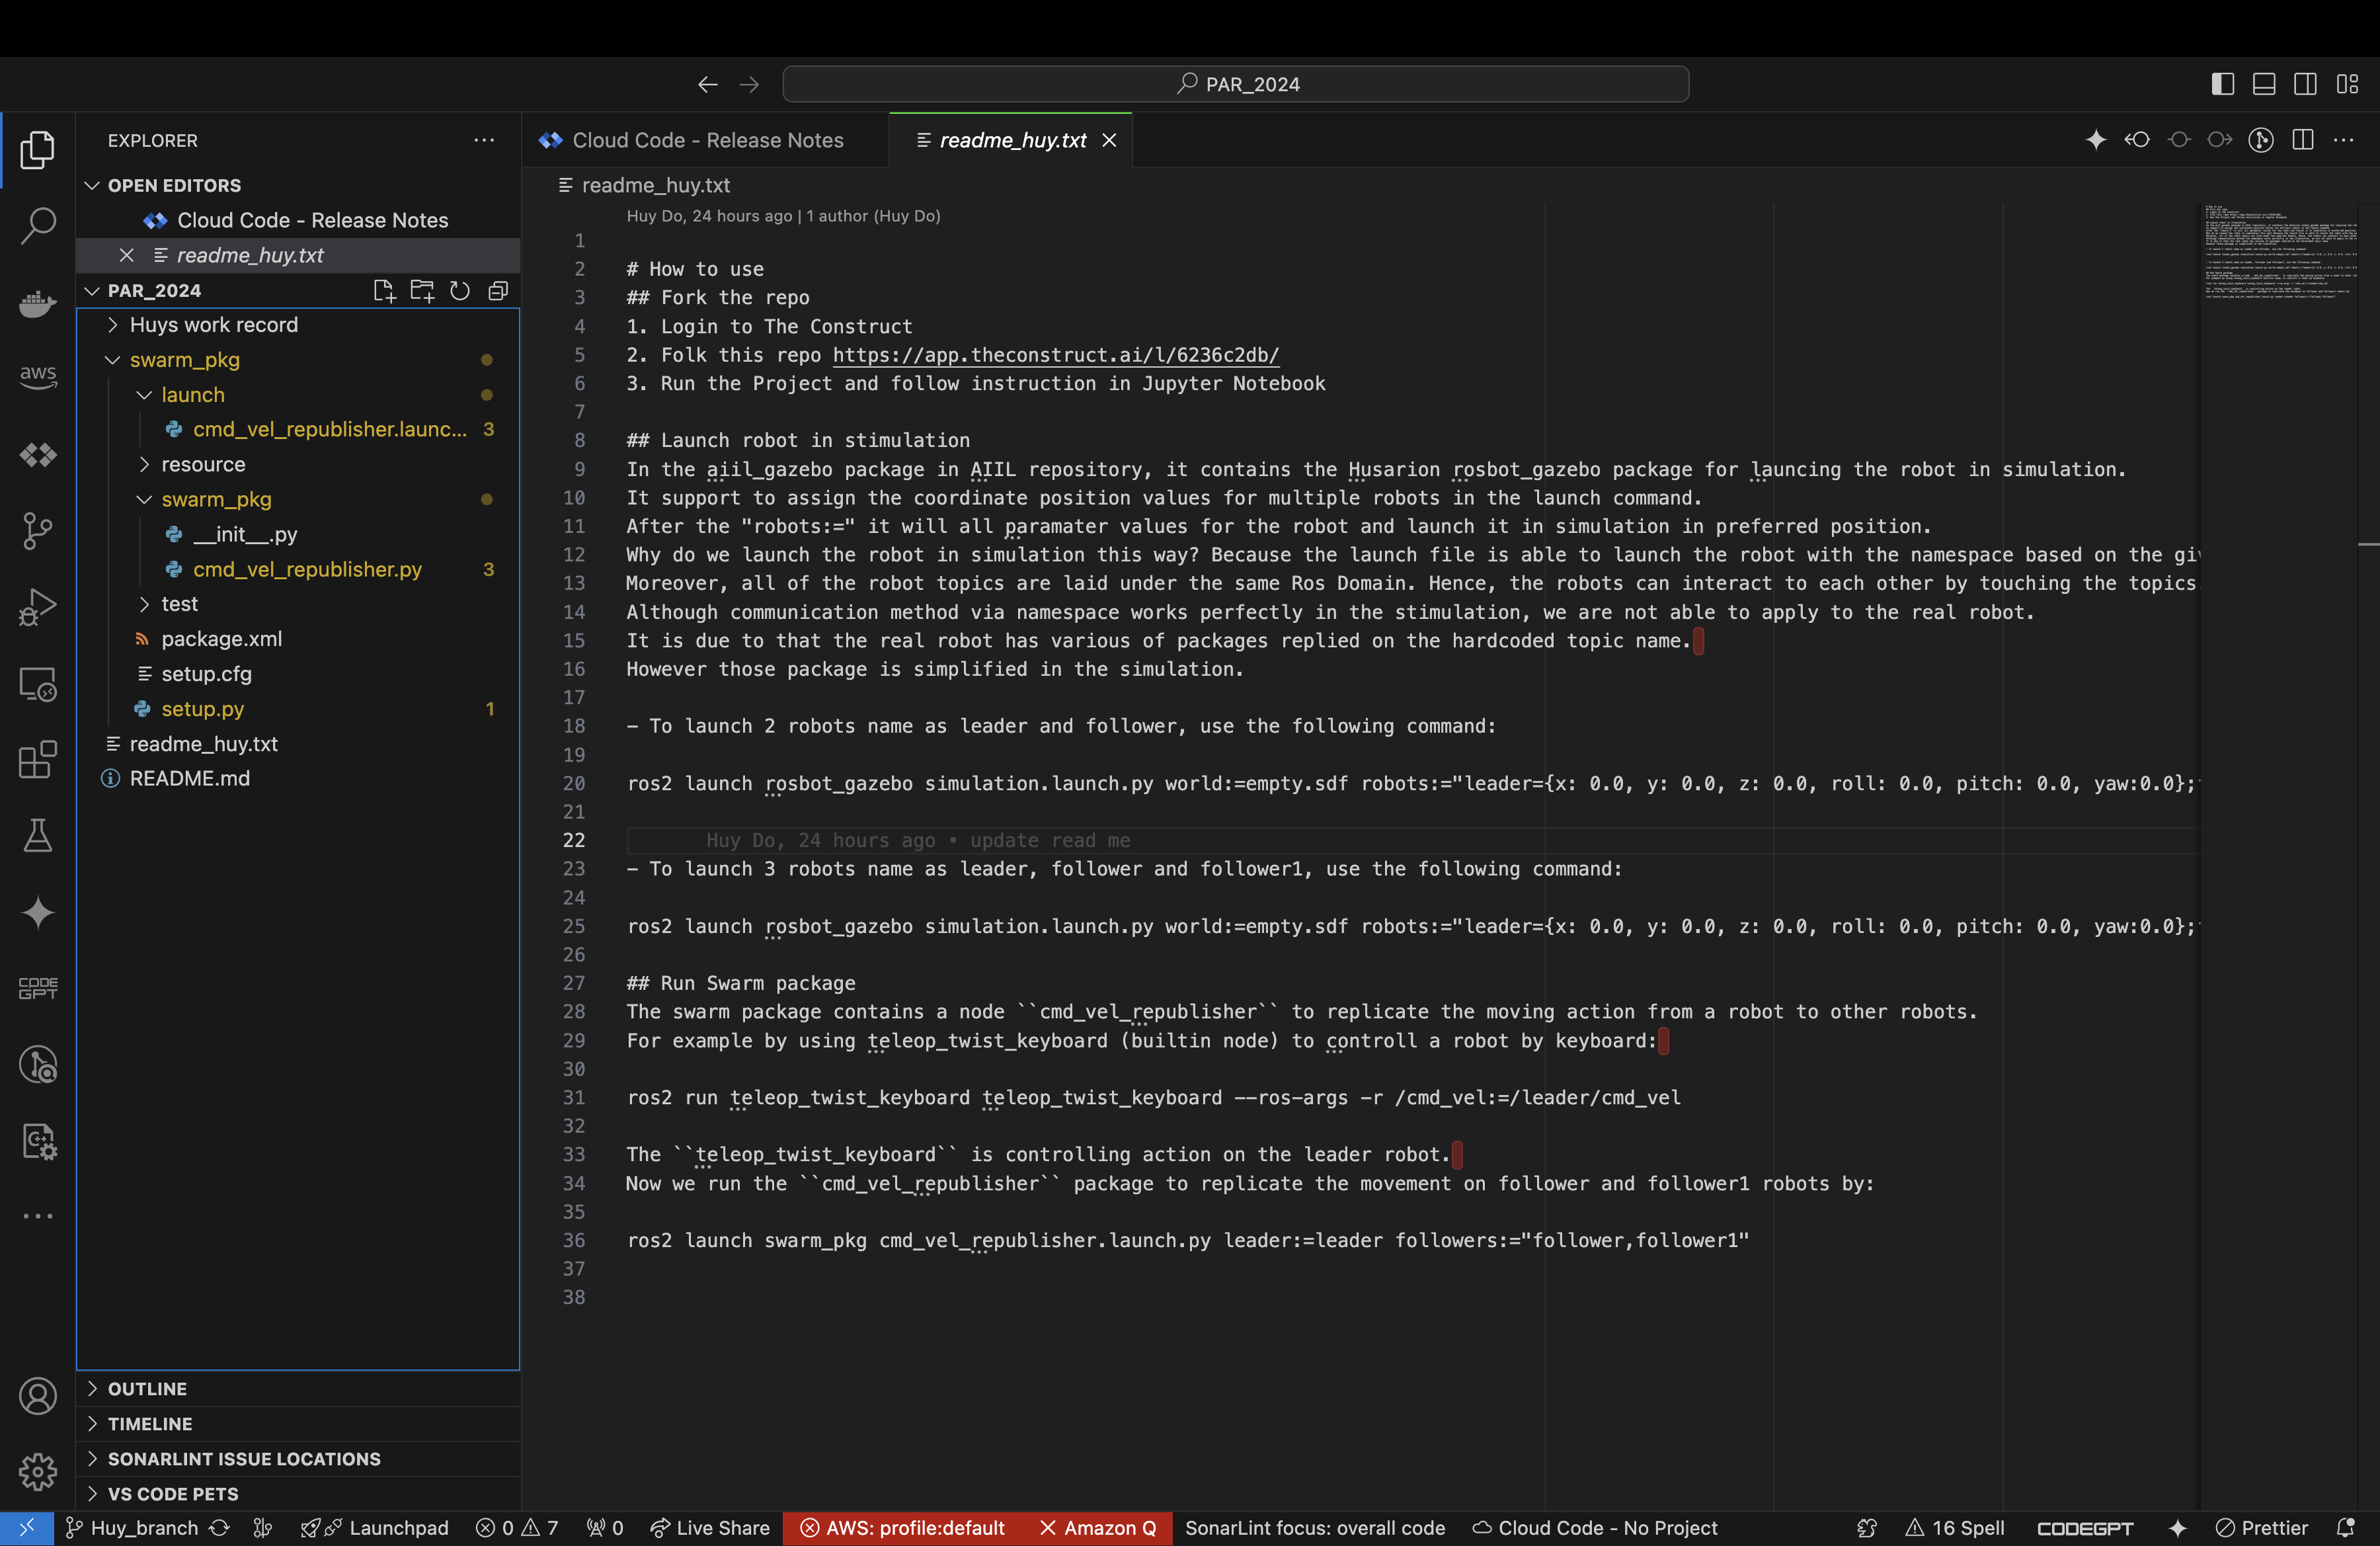 PAR_2024
EXPLORER
OPEN EDITORS
Cloud Code - Release Notes
readme_huy.txt
PAR_2024
Huys work record
swarm_pkg
launch
cmd_vel_republisher.launc... 3
resource
swarm_pkg
__init__.py
cmd_vel_republisher.py 3
test
package.xml
setup.cfg
setup.py 1
readme_huy.txt
README.md
OUTLINE
TIMELINE
SONARLINT ISSUE LOCATIONS
VS CODE PETS
aws
CODE GPT
Cloud Code - Release Notes
readme_huy.txt
readme_huy.txt
Huy Do, 24 hours ago | 1 author (Huy Do)
1
2 # How to use
3 ## Fork the repo
4 1. Login to The Construct
5 2. Folk this repo https://app.theconstruct.ai/l/6236c2db/
6 3. Run the Project and follow instruction in Jupyter Notebook
7
8 ## Launch robot in stimulation
9 In the aiil_gazebo package in AIIL repository, it contains the Husarion rosbot_gazebo package for launcing the robot in simulation.
10 It support to assign the coordinate position values for multiple robots in the launch command.
11 After the "robots:=" it will all paramater values for the robot and launch it in simulation in preferred position.
12 Why do we launch the robot in simulation this way? Because the launch file is able to launch the robot with the namespace based on the gi
13 Moreover, all of the robot topics are laid under the same Ros Domain. Hence, the robots can interact to each other by touching the topics.
14 Although communication method via namespace works perfectly in the stimulation, we are not able to apply to the real robot.
15 It is due to that the real robot has various of packages replied on the hardcoded topic name.
16 However those package is simplified in the simulation.
17
18 - To launch 2 robots name as leader and follower, use the following command:
19
20 ros2 launch rosbot_gazebo simulation.launch.py world:=empty.sdf robots:="leader={x: 0.0, y: 0.0, z: 0.0, roll: 0.0, pitch: 0.0, yaw:0.0};
21
22 Huy Do, 24 hours ago • update read me
23 - To launch 3 robots name as leader, follower and follower1, use the following command:
24
25 ros2 launch rosbot_gazebo simulation.launch.py world:=empty.sdf robots:="leader={x: 0.0, y: 0.0, z: 0.0, roll: 0.0, pitch: 0.0, yaw:0.0};
26
27 ## Run Swarm package
28 The swarm package contains a node ``cmd_vel_republisher`` to replicate the moving action from a robot to other robots.
29 For example by using teleop_twist_keyboard (builtin node) to controll a robot by keyboard:
30
31 ros2 run teleop_twist_keyboard teleop_twist_keyboard --ros-args -r /cmd_vel:=/leader/cmd_vel
32
33 The ``teleop_twist_keyboard`` is controlling action on the leader robot.
34 Now we run the ``cmd_vel_republisher`` package to replicate the movement on follower and follower1 robots by:
35
36 ros2 launch swarm_pkg cmd_vel_republisher.launch.py leader:=leader followers:="follower,follower1"
37
38
Huy_branch Launchpad 0 7 0 Live Share AWS: profile:default Amazon Q SonarLint focus: overall code Cloud Code - No Project 16 Spell CODEGPT Prettier